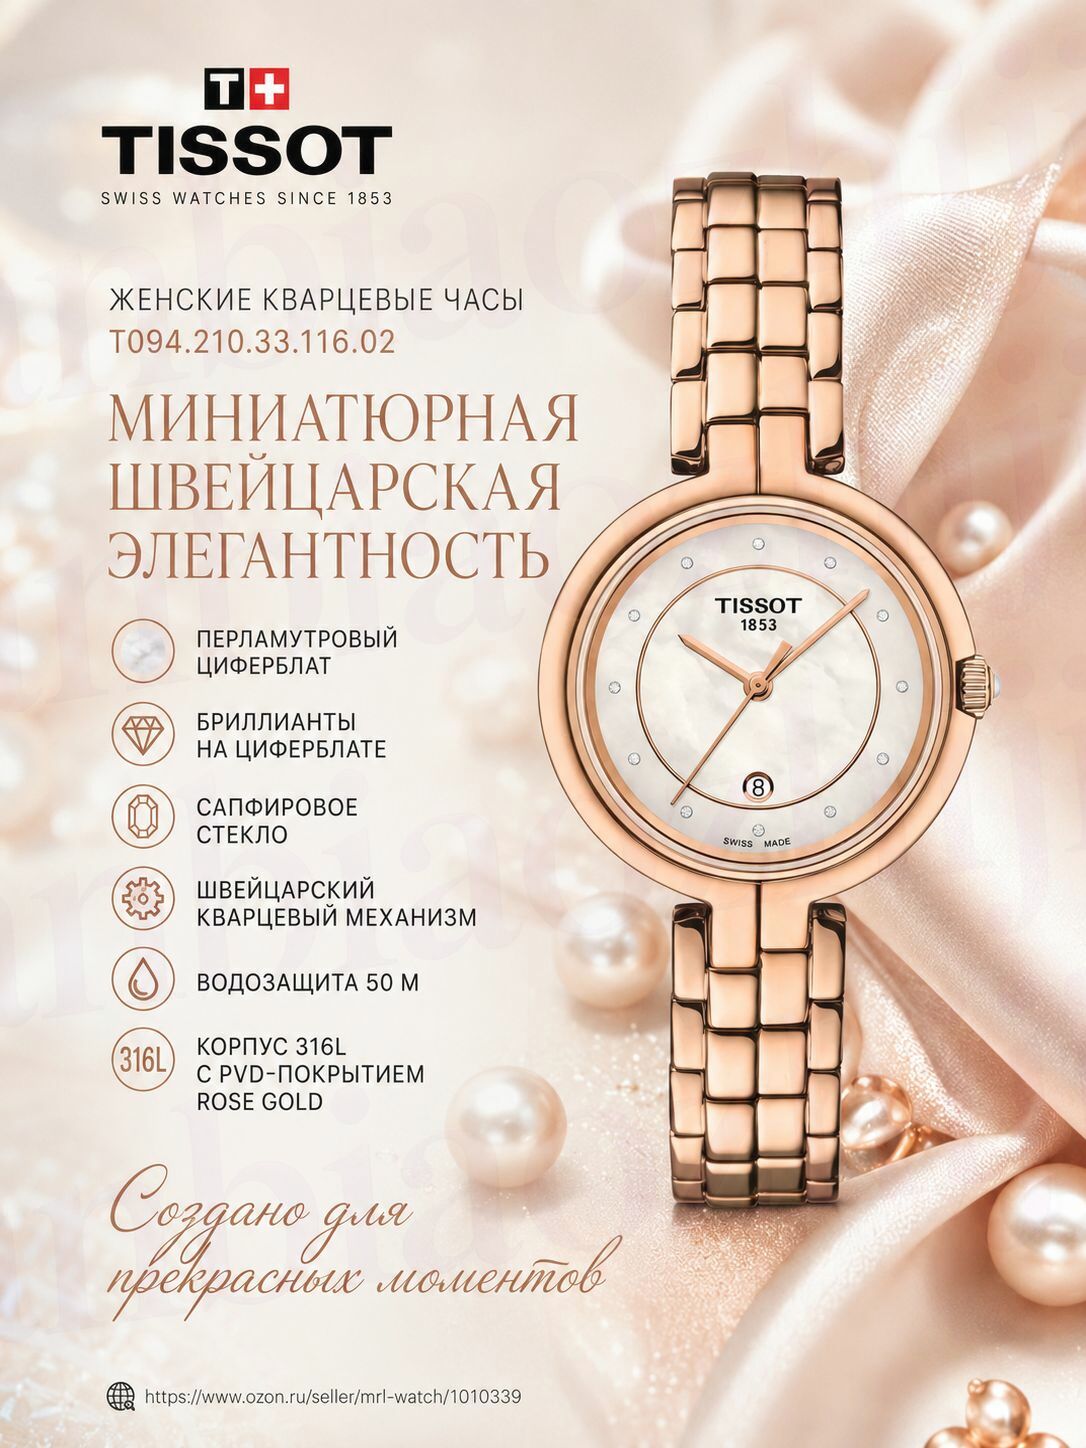 T+
TISSOT
SWISS WATCHES SINCE 1853
ЖЕНСКИЕ КВАРЦЕВЫЕ ЧАСЫ
T094.210.33.116.02
МИНИАТЮРНАЯ
ШВЕЙЦАРСКАЯ
ЭЛЕГАНТНОСТЬ
ПЕРЛАМУТРОВЫЙ
ЦИФЕРБЛАТ
БРИЛЛИАНТЫ
НА ЦИФЕРБЛАТЕ
САПФИРОВОЕ
СТЕКЛО
ШВЕЙЦАРСКИЙ
КВАРЦЕВЫЙ МЕХАНИЗМ
ВОДОЗАЩИТА 50 М
316L
КОРПУС 316L
С PVD-ПОКРЫТИЕМ
ROSE GOLD
Создано для
прекрасных моментов
https://www.ozon.ru/seller/mrl-watch/1010339
TISSOT
1853
8
SWISS MADE